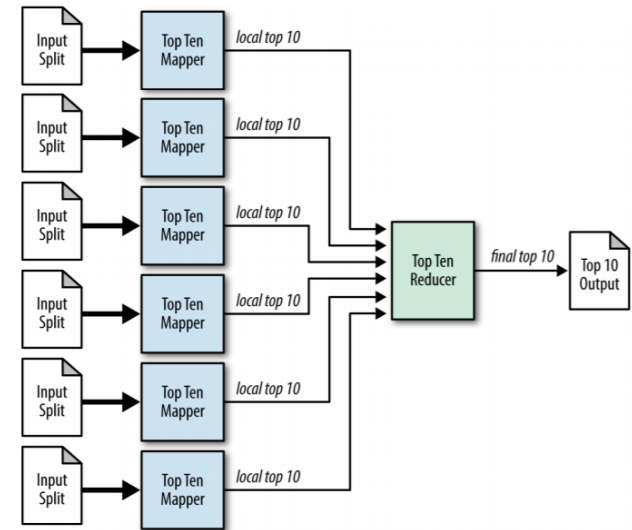 Input
Split
Top Ten
Mapper
local top 10
Input
Split
Top Ten
Mapper
local top 10
Input
Split
Top Ten
Mapper
local top 10
Top Ten
Reducer
final top 10
Top 10
Output
Input
Split
Top Ten
Mapper
local top 10
Input
Split
Top Ten
Mapper
local top 10
Input
Split
Top Ten
Mapper
local top 10